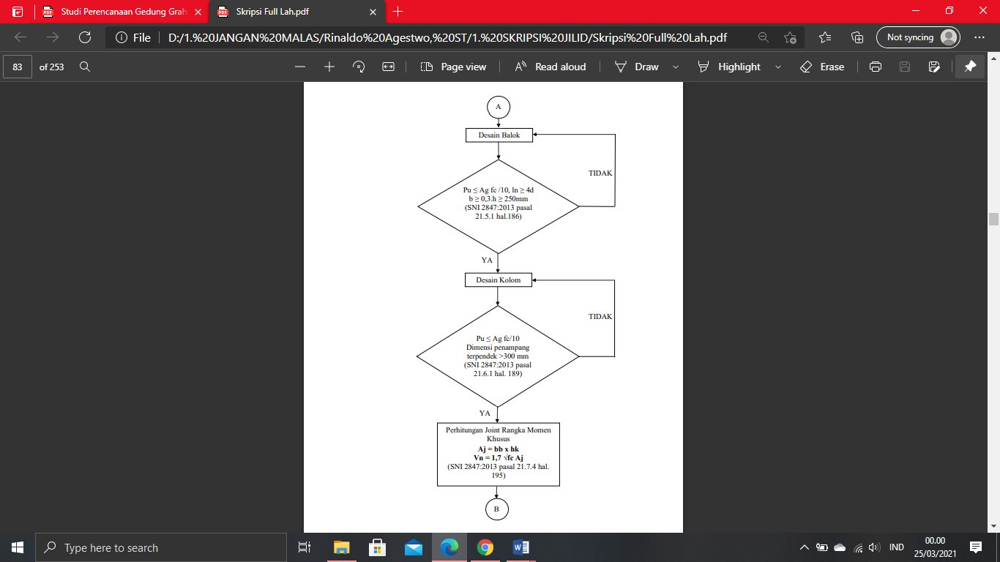 Studi Perencanaan Gedung Grah
Skripsi Full Lah.pdf
File
D:/1.%20JANGAN%20MALAS/Rinaldo%20Agestwo,%20ST/1.%20SKRIPSI%20JILID/Skripsi%20Full%20Lah.pdf
Not syncing
83
of 253
Page view
Read aloud
Draw
Highlight
Erase
A
Desain Balok
TIDAK
Pu ≤ Ag fc /10, ln ≥ 4d
b ≥ 0,3.h ≥ 250mm
(SNI 2847:2013 pasal
21.5.1 hal.186)
YA
Desain Kolom
TIDAK
Pu ≤ Ag fc/10
Dimensi penampang
terpendek >300 mm
(SNI 2847:2013 pasal
21.6.1 hal. 189)
YA
Perhitungan Joint Rangka Momen
Khusus
Aj = bb x hk
Vn = 1,7 √fc Aj
(SNI 2847:2013 pasal 21.7.4 hal.
195)
B
Type here to search
IND
00.00
25/03/2021